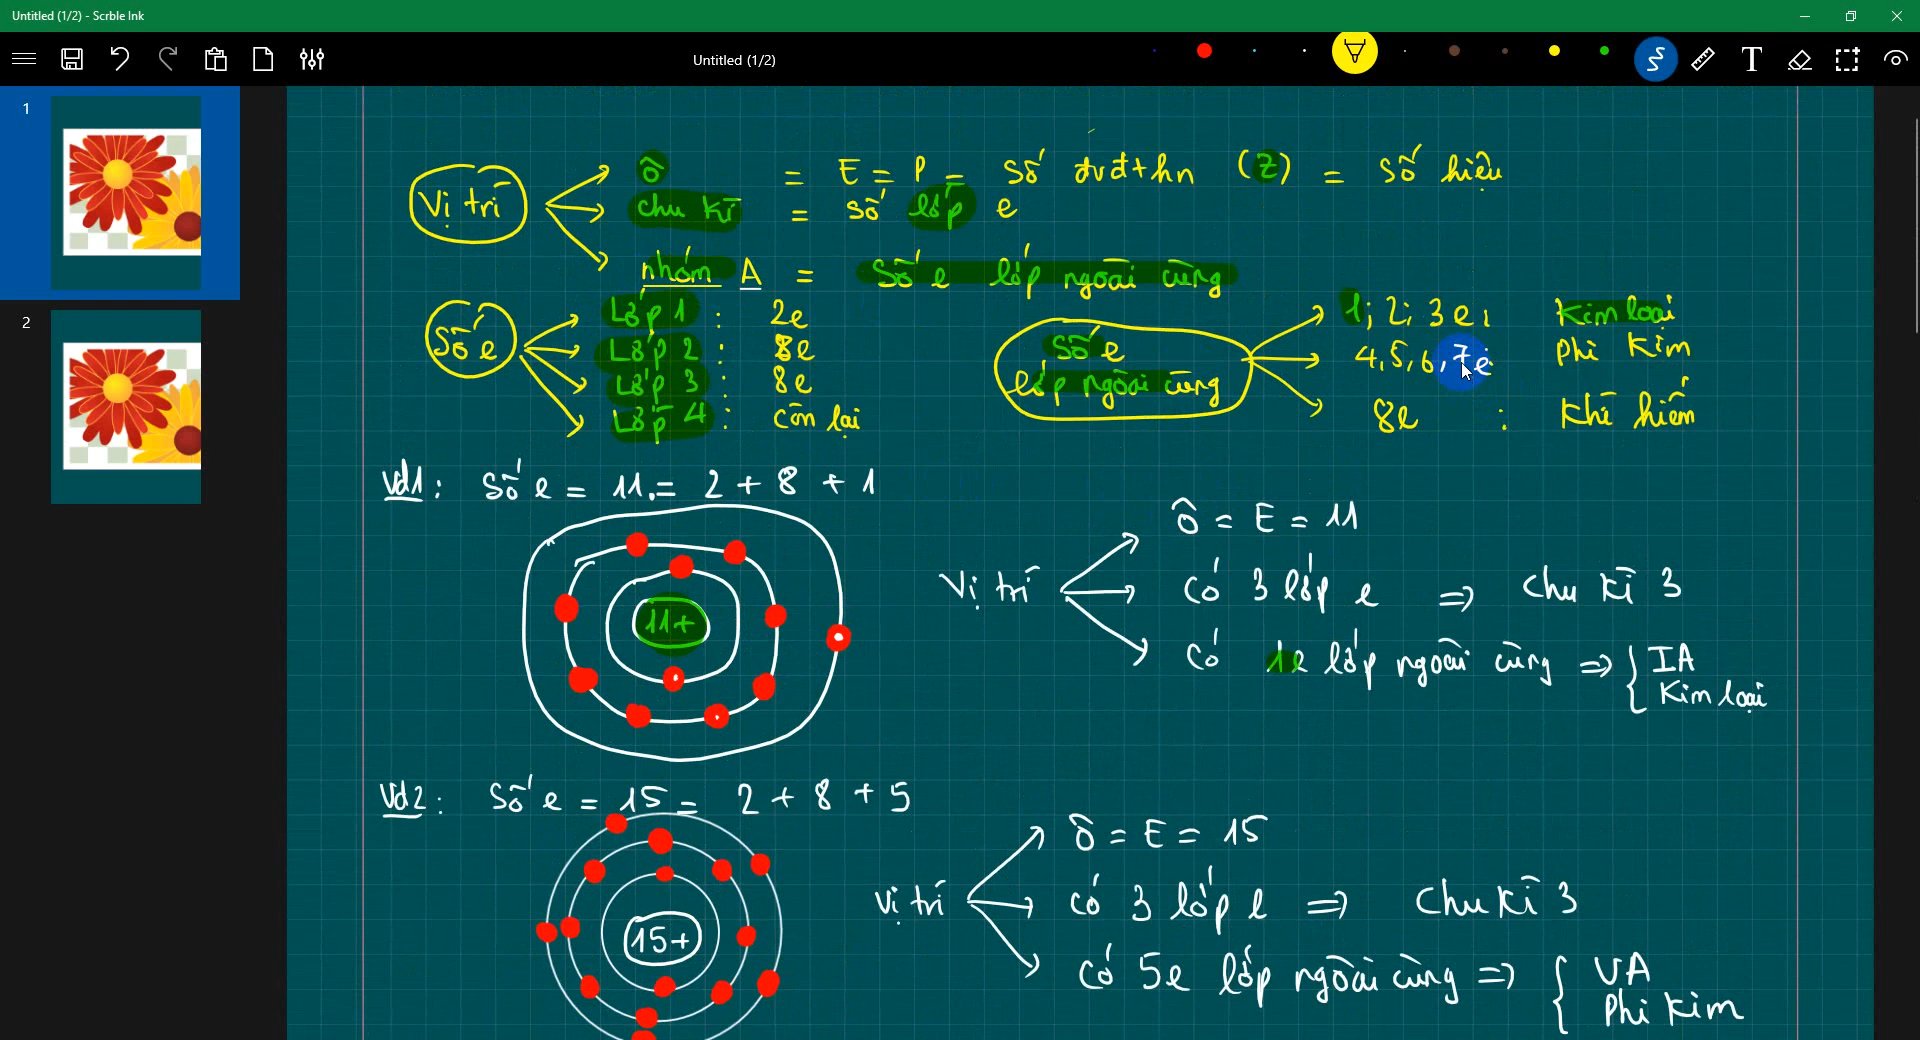 Untitled (1/2) - Scrble Ink
Untitled (1/2)
T
1
2
Vị trí
ô = E = P = Số đvđt hn (Z) = Số hiệu
chu kì = số lớp e
nhóm A = Số e lớp ngoài cùng
Số e
Lớp 1 : 2e
Lớp 2 : 8e
Lớp 3 : 8e
Lớp 4 : còn lại
Số e
lớp ngoài cùng
1; 2; 3 e: Kim loại
4, 5, 6, 7e: Phi Kim
8e : Khí hiếm
Vd1: Số e = 11 = 2 + 8 + 1
11+
Vị trí
Ô = E = 11
Có 3 lớp e => Chu kì 3
Có 1e lớp ngoài cùng => { IA
Kim loại
Vd2: Số e = 15 = 2 + 8 + 5
15+
Vị trí
Ô = E = 15
Có 3 lớp e => Chu kì 3
Có 5e lớp ngoài cùng => { VA
Phi Kim